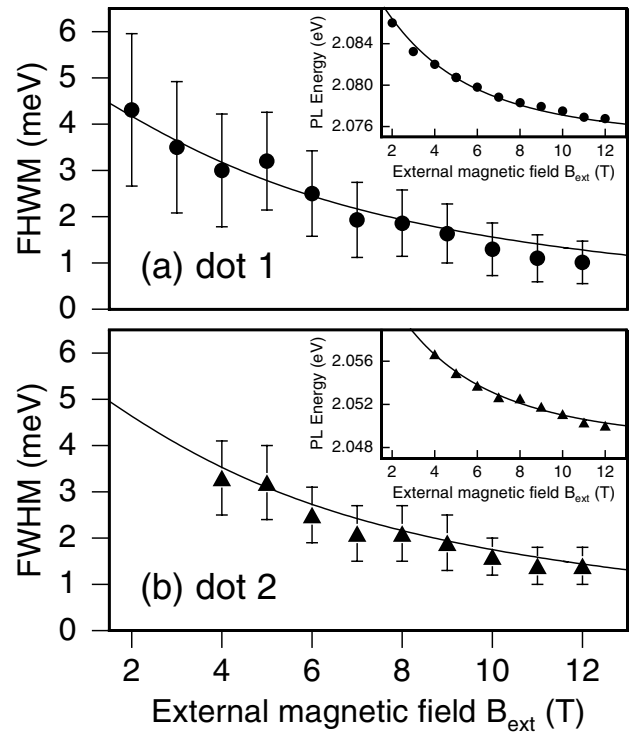 FHWM (meV)
6
5
4
3
2
1
0
(a) dot 1
PL Energy (eV)
2.084
2.080
2.076
2 4 6 8 10 12
External magnetic field B_ext (T)
FWHM (meV)
6
5
4
3
2
1
0
(b) dot 2
PL Energy (eV)
2.056
2.052
2.048
2 4 6 8 10 12
External magnetic field B_ext (T)
2 4 6 8 10 12
External magnetic field B_ext (T)